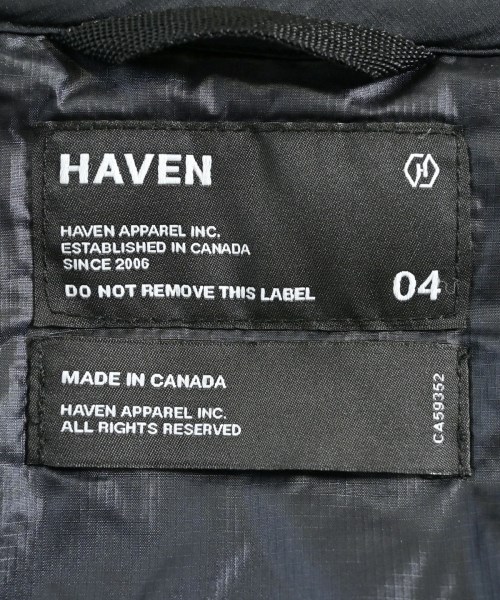 HAVEN
HAVEN APPAREL INC.
ESTABLISHED IN CANADA
SINCE 2006
DO NOT REMOVE THIS LABEL
04
MADE IN CANADA
HAVEN APPAREL INC.
ALL RIGHTS RESERVED
CA59352